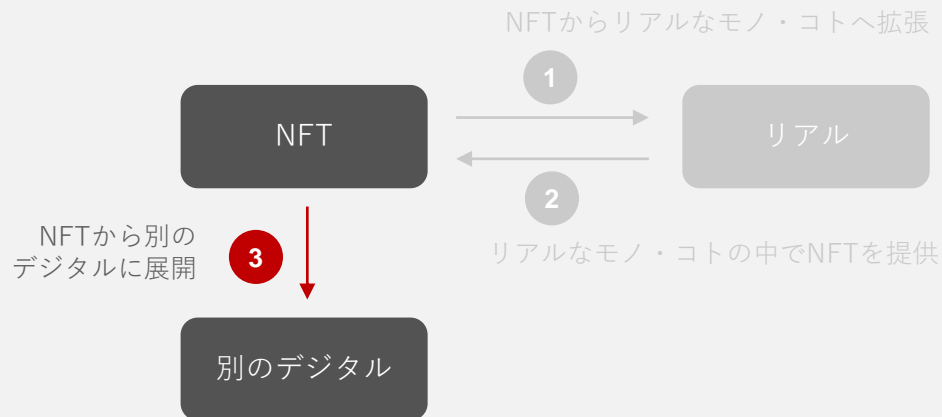 NFTからリアルなモノ・コトへ拡張
1
NFT
リアル
2
リアルなモノ・コトの中でNFTを提供
NFTから別の
デジタルに展開
3
別のデジタル